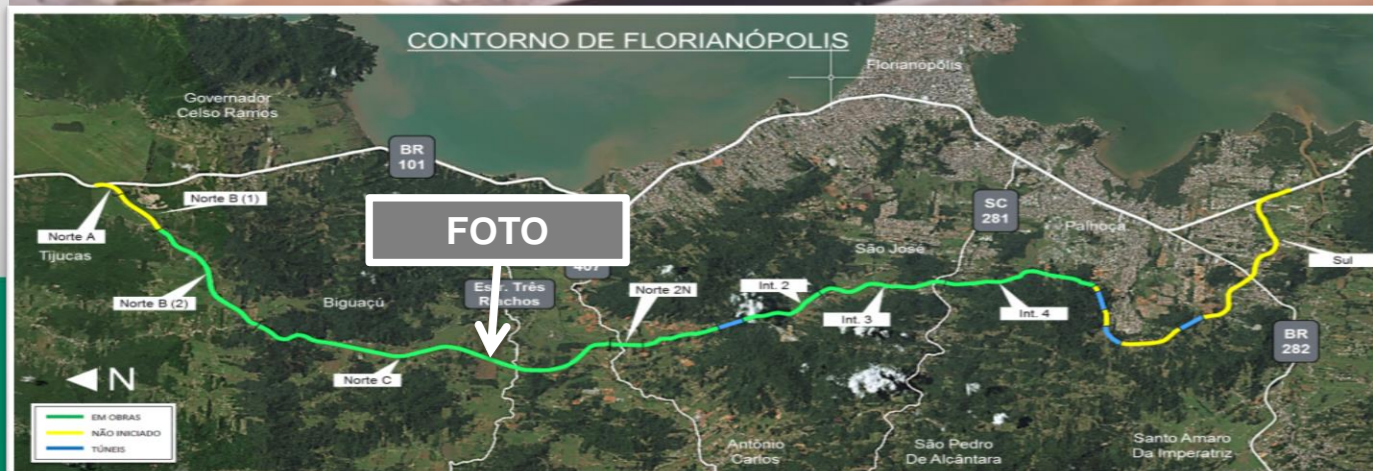 CONTORNO DE FLORIANÓPOLIS
Florianópolis
Governador
Celso Ramos
BR
101
Norte B (1)
Norte A
Tijucas
FOTO
SC
281
São José
Palhoça
Sul
Estr. Três
Riachos
407
Norte 2N
Int. 2
Int. 3
Int. 4
Norte B (2)
Biguaçú
BR
282
Norte C
N
EM OBRAS
NÃO INICIADO
TÚNEIS
Antônio
Carlos
São Pedro
De Alcântara
Santo Amaro
Da Imperatriz